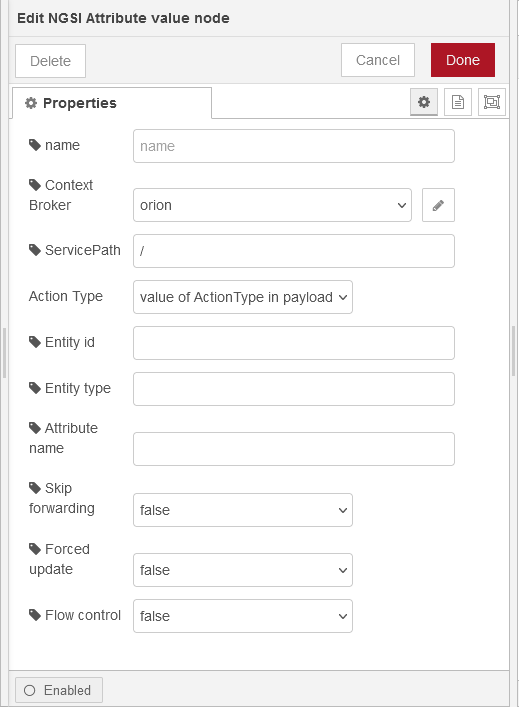 Edit NGSI Attribute value node
Delete
Cancel
Done
Properties
name
name
Context
Broker
orion
ServicePath
/
Action Type
value of ActionType in payload
Entity id
Entity type
Attribute
name
Skip
forwarding
false
Forced
update
false
Flow control
false
Enabled